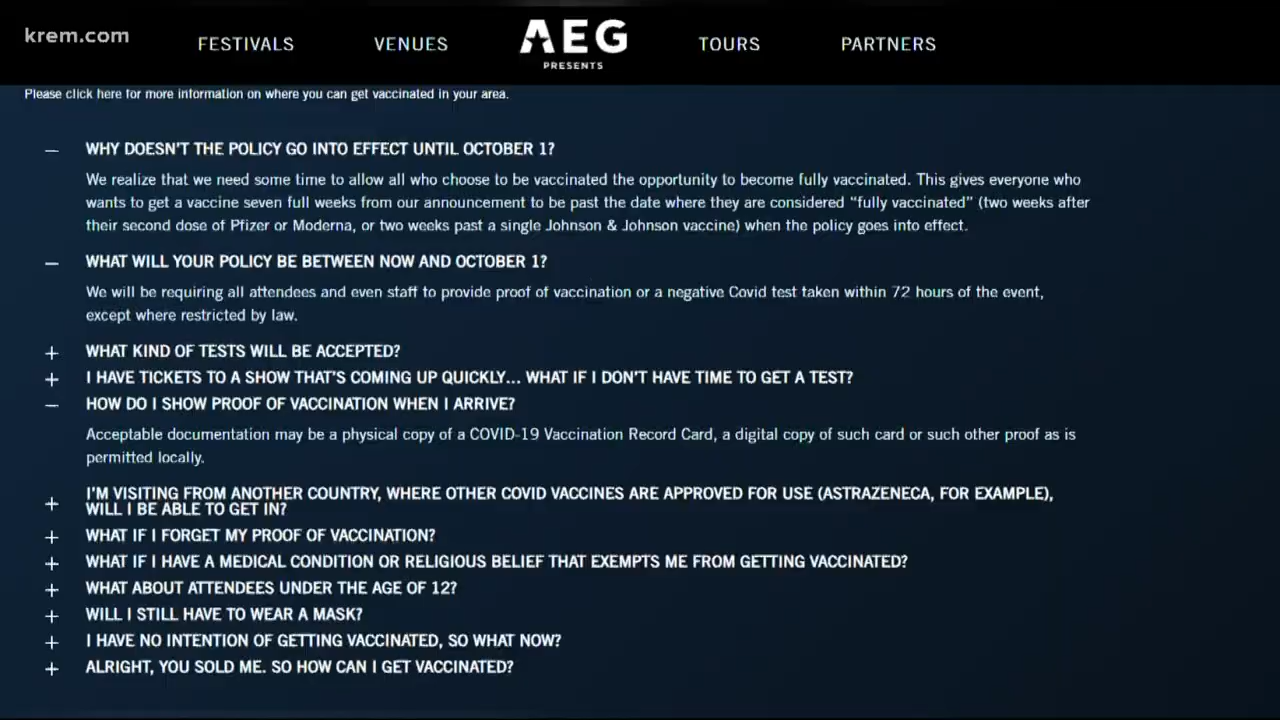 krem.com
FESTIVALS VENUES AEG TOURS PARTNERS
PRESENTS
Please click here for more information on where you can get vaccinated in your area.
— WHY DOESN'T THE POLICY GO INTO EFFECT UNTIL OCTOBER 1?
We realize that we need some time to allow all who choose to be vaccinated the opportunity to become fully vaccinated. This gives everyone who
wants to get a vaccine seven full weeks from our announcement to be past the date where they are considered “fully vaccinated” (two weeks after
their second dose of Pfizer or Moderna, or two weeks past a single Johnson & Johnson vaccine) when the policy goes into effect.
— WHAT WILL YOUR POLICY BE BETWEEN NOW AND OCTOBER 1?
We will be requiring all attendees and even staff to provide proof of vaccination or a negative Covid test taken within 72 hours of the event,
except where restricted by law.
+ WHAT KIND OF TESTS WILL BE ACCEPTED?
+ I HAVE TICKETS TO A SHOW THAT'S COMING UP QUICKLY... WHAT IF I DON'T HAVE TIME TO GET A TEST?
— HOW DO I SHOW PROOF OF VACCINATION WHEN I ARRIVE?
Acceptable documentation may be a physical copy of a COVID-19 Vaccination Record Card, a digital copy of such card or such other proof as is
permitted locally.
+ I'M VISITING FROM ANOTHER COUNTRY, WHERE OTHER COVID VACCINES ARE APPROVED FOR USE (ASTRAZENECA, FOR EXAMPLE),
WILL I BE ABLE TO GET IN?
+ WHAT IF I FORGET MY PROOF OF VACCINATION?
+ WHAT IF I HAVE A MEDICAL CONDITION OR RELIGIOUS BELIEF THAT EXEMPTS ME FROM GETTING VACCINATED?
+ WHAT ABOUT ATTENDEES UNDER THE AGE OF 12?
+ WILL I STILL HAVE TO WEAR A MASK?
+ I HAVE NO INTENTION OF GETTING VACCINATED, SO WHAT NOW?
+ ALRIGHT, YOU SOLD ME. SO HOW CAN I GET VACCINATED?